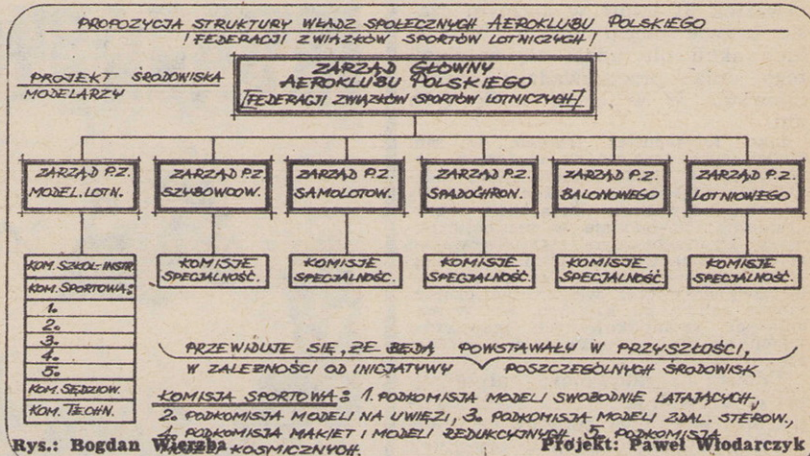 PROPOZYCJA STRUKTURY WŁADZ SPOŁECZNYCH AEROKLUBU POLSKIEGO
/FEDERACJI ZWIĄZKÓW SPORTÓW LOTNICZYCH/
PROJEKT ŚRODOWISKA
MODELARZY
ZARZĄD GŁÓWNY
AEROKLUBU POLSKIEGO
/FEDERACJI ZWIĄZKÓW SPORTÓW LOTNICZYCH/
ZARZĄD P.Z.
MODEL. LOTN.
ZARZĄD P.Z.
SZYBOWCOW.
ZARZĄD P.Z.
SAMOLOTOW.
ZARZĄD P.Z.
SPADOCHRON.
ZARZĄD P.Z.
BALONOWEGO
ZARZĄD P.Z.
LOTNIOWEGO
KOM. SZKOL-INSTR.
KOM. SPORTOWA:
1.
2.
3.
4.
5.
KOM. SĘDZIOW.
KOM. TECHN.
KOMISJE
SPECJALNOŚĆ.
KOMISJE
SPECJALNOŚĆ.
KOMISJE
SPECJALNOŚĆ.
KOMISJE
SPECJALNOŚĆ.
KOMISJE
SPECJALNOŚĆ.
PRZEWIDUJE SIĘ, ŻE BĘDĄ POWSTAWAŁY W PRZYSZŁOŚCI,
W ZALEŻNOŚCI OD INICJATYWY POSZCZEGÓLNYCH ŚRODOWISK
KOMISJA SPORTOWA: 1. PODKOMISJA MODELI SWOBODNIE LATAJĄCYCH,
2. PODKOMISJA MODELI NA UWIĘZI, 3. PODKOMISJA MODELI ZDAL. STEROW.,
4. PODKOMISJA MAKIET I MODELI REDUKCYJNYCH 5. PODKOMISJA
MODELI KOSMICZNYCH.
Rys.: Bogdan Wierzba
Projekt: Paweł Włodarczyk